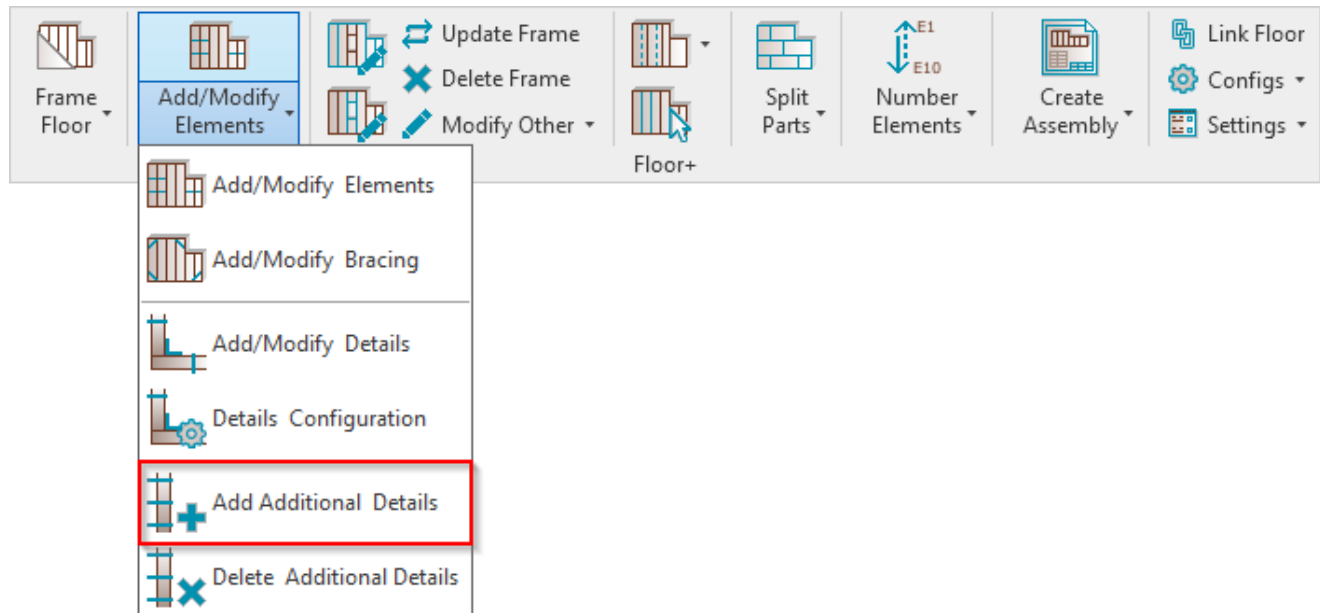 Frame
Floor
Add/Modify
Elements
Update Frame
Delete Frame
Modify Other
Split
Parts
E1
E10
Number
Elements
Create
Assembly
Link Floor
Configs
Settings
Floor+
Add/Modify Elements
Add/Modify Bracing
Add/Modify Details
Details Configuration
Add Additional Details
Delete Additional Details